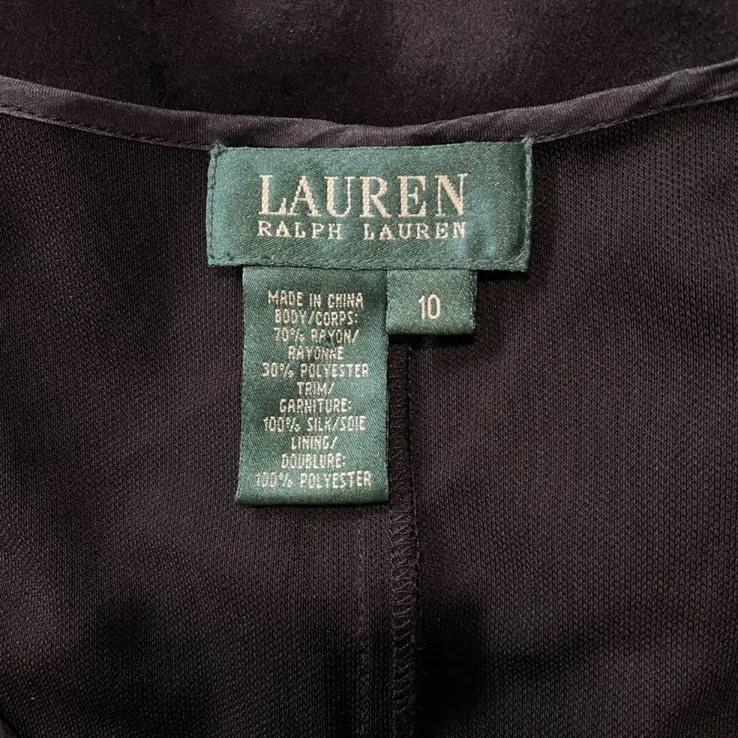 LAUREN
RALPH LAUREN
10
MADE IN CHINA
BODY/CORPS:
70% RAYON/
RAYONNE
30% POLYESTER
TRIM/
GARNITURE:
100% SILK/SOIE
LINING/
DOUBLURE:
100% POLYESTER